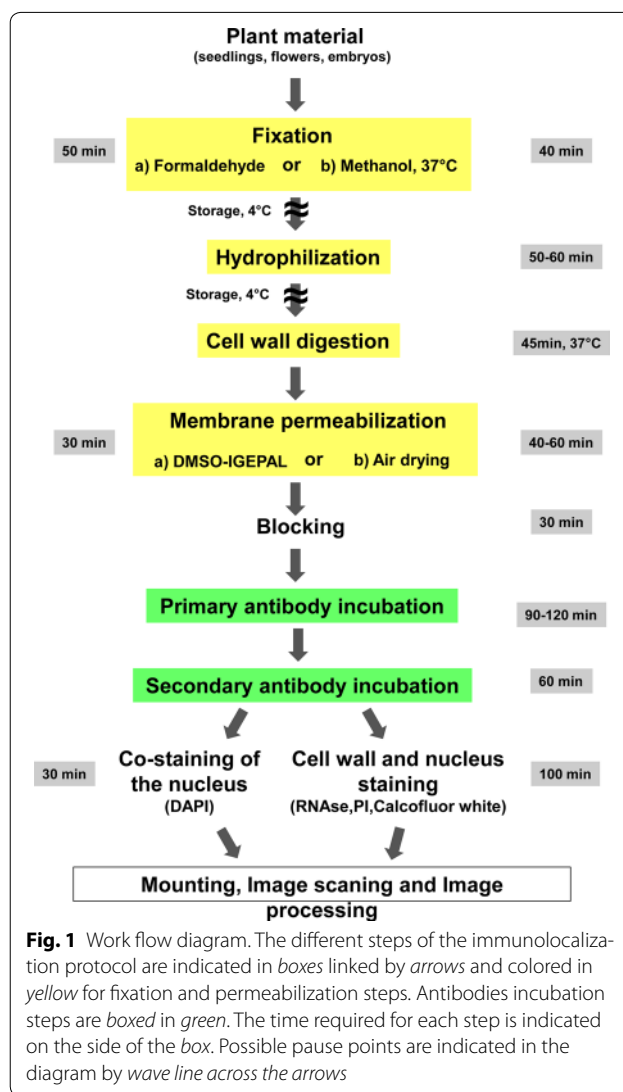 Plant material
(seedlings, flowers, embryos)
50 min
Fixation
a) Formaldehyde or b) Methanol, 37°C
40 min
Storage, 4°C
Hydrophilization
50-60 min
Storage, 4°C
Cell wall digestion
45min, 37°C
30 min
Membrane permeabilization
a) DMSO-IGEPAL or b) Air drying
40-60 min
Blocking
30 min
Primary antibody incubation
90-120 min
Secondary antibody incubation
60 min
30 min
Co-staining of
the nucleus
(DAPI)
Cell wall and nucleus
staining
(RNAse,PI,Calcofluor white)
100 min
Mounting, Image scaning and Image
processing
Fig. 1 Work flow diagram. The different steps of the immunolocaliza-
tion protocol are indicated in boxes linked by arrows and colored in
yellow for fixation and permeabilization steps. Antibodies incubation
steps are boxed in green. The time required for each step is indicated
on the side of the box. Possible pause points are indicated in the
diagram by wave line across the arrows